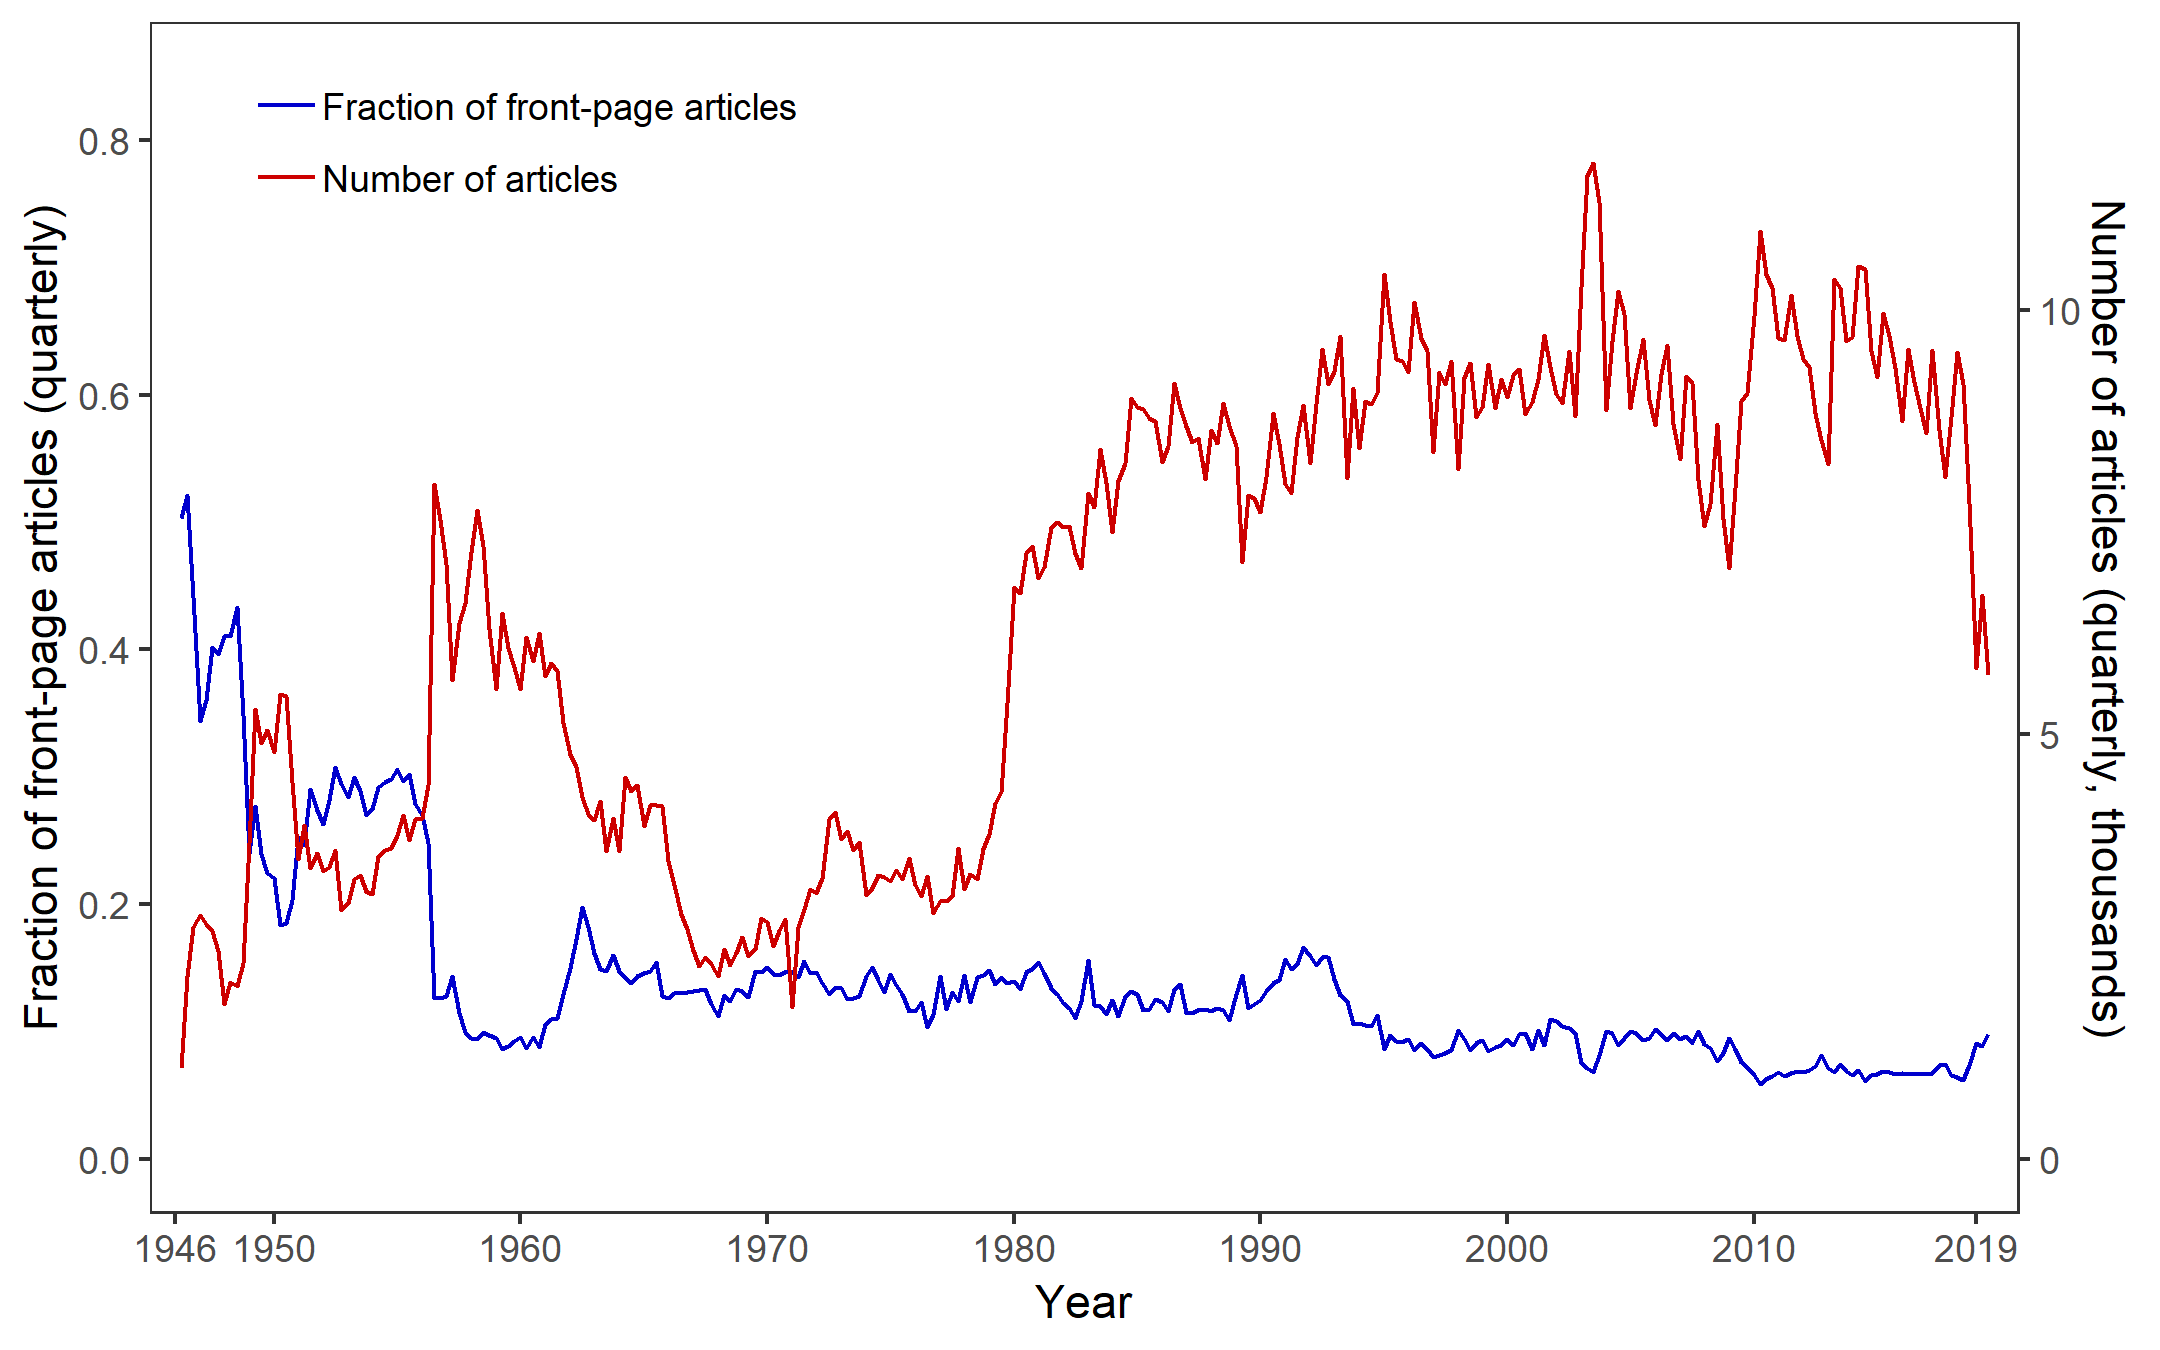 Fraction of front-page articles
Number of articles
Fraction of front-page articles (quarterly)
0.8
0.6
0.4
0.2
0.0
Number of articles (quarterly, thousands)
10
5
0
1946 1950 1960 1970 1980 1990 2000 2010 2019
Year